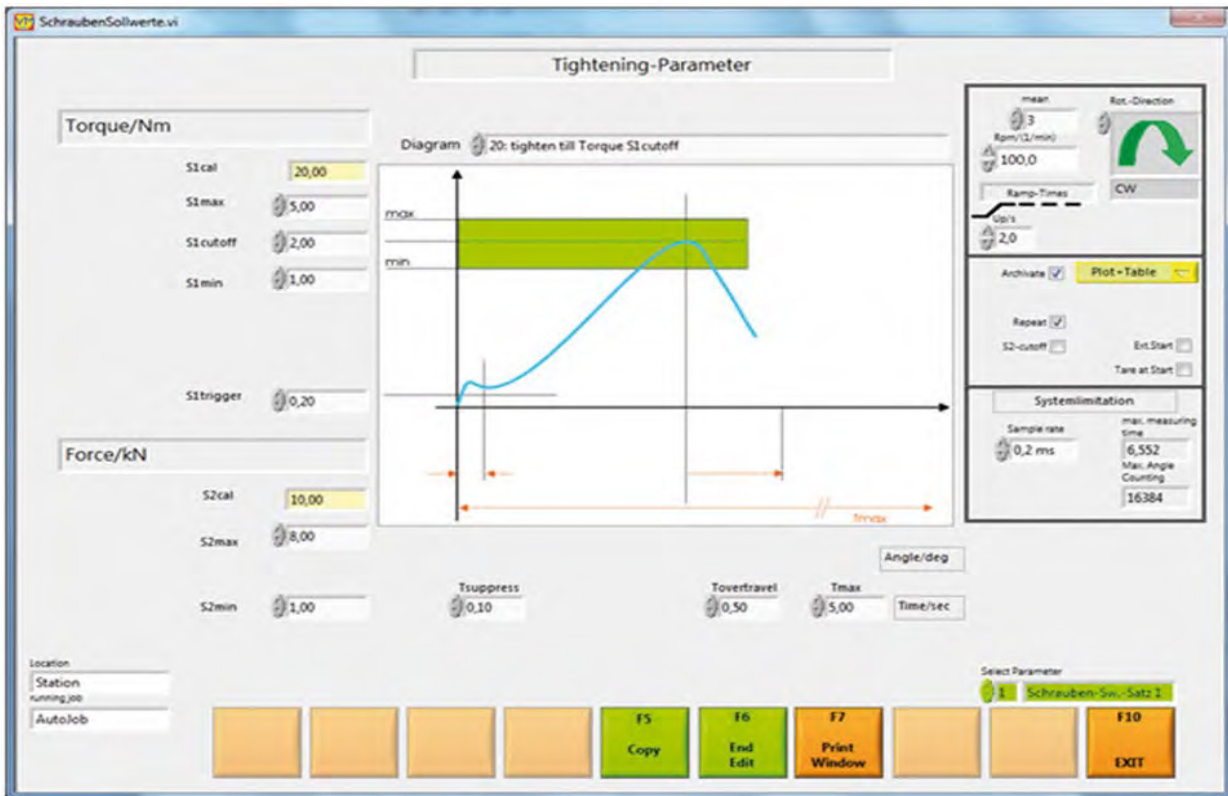 SchraubenSollwerte.vi
Tightening-Parameter
Torque/Nm
S1cal 20,00
S1max 5,00
S1cutoff 2,00
S1min 1,00
S1trigger 0,20
Force/kN
S2cal 10,00
S2max 8,00
S2min 1,00
Diagram 20: tighten till Torque S1cutoff
max
min
Tmax
Angle/deg
Tsuppress
0,10
Tovertravel
0,50
Tmax
5,00
Time/sec
mean
3
Rpm/(1/min)
100,0
Rot.-Direction
CW
Ramp-Times
Up/s
2,0
Archivate Plot+Table
Repeat
S2-cutoff Ext.Start
Tare at Start
Systemlimitation
Sample rate
0,2 ms
max. measuring
time
6,552
Max. Angle
Counting
16384
Location
Station
running job
AutoJob
Select Parameter
1 Schrauben-Sw.-Satz 1
F5
Copy
F6
End
Edit
F7
Print
Window
F10
EXIT